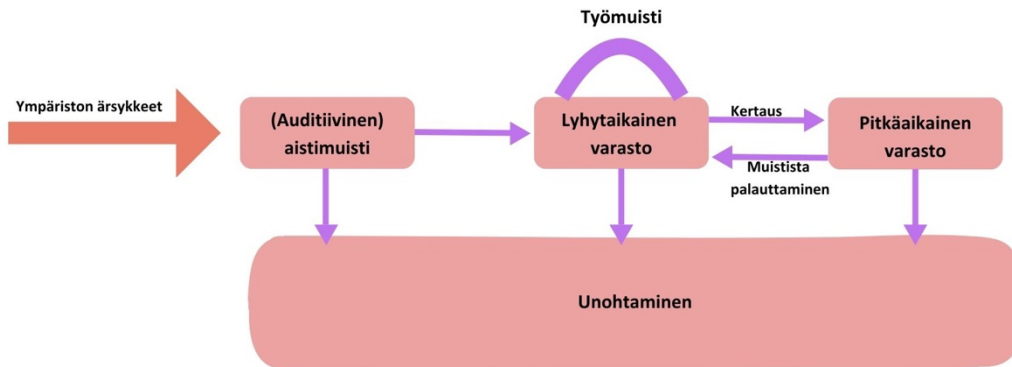 Työmuisti
Ympäriston ärsykkeet
(Auditiivinen)
aistimuisti
Lyhytaikainen
varasto
Kertaus
Muistista
palauttaminen
Pitkäaikainen
varasto
Unohtaminen